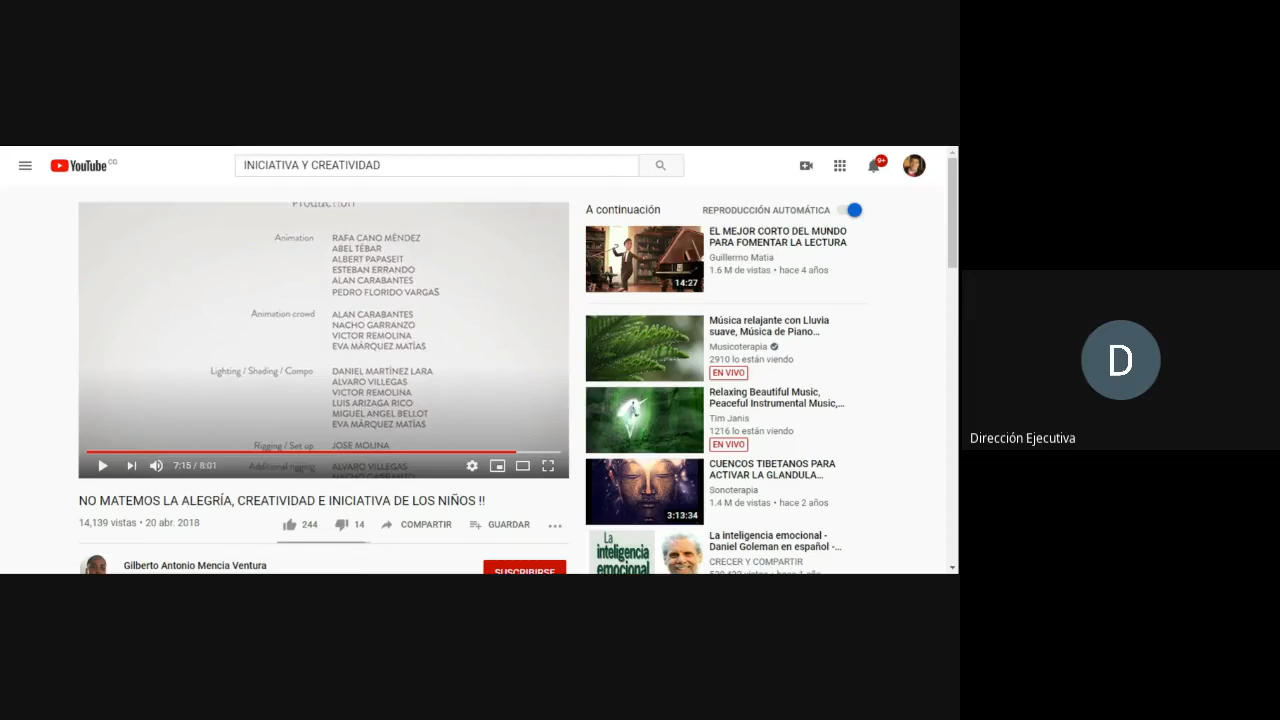 YouTube CO
INICIATIVA Y CREATIVIDAD
9+
Production
Animation RAFA CANO MÉNDEZ
ABEL TÉBAR
ALBERT PAPASEIT
ESTEBAN ERRANDO
ALAN CARABANTES
PEDRO FLORIDO VARGAS
Animation crowd ALAN CARABANTES
NACHO GARRANZO
VICTOR REMOLINA
EVA MÁRQUEZ MATÍAS
Lighting / Shading / Compo DANIEL MARTÍNEZ LARA
ALVARO VILLEGAS
VICTOR REMOLINA
LUIS ARIZAGA RICO
MIGUEL ANGEL BELLOT
EVA MÁRQUEZ MATÍAS
Rigging / Set up JOSE MOLINA
Additional rigging ALVARO VILLEGAS
7:15 / 8:01
NO MATEMOS LA ALEGRÍA, CREATIVIDAD E INICIATIVA DE LOS NIÑOS !!
14,139 vistas • 20 abr. 2018
244 14 COMPARTIR GUARDAR
Gilberto Antonio Mencia Ventura
SUSCRIBIRSE
A continuación REPRODUCCIÓN AUTOMÁTICA
EL MEJOR CORTO DEL MUNDO
PARA FOMENTAR LA LECTURA
Guillermo Matia
1.6 M de vistas • hace 4 años
14:27
Música relajante con Lluvia
suave, Música de Piano...
Musicoterapia
2910 lo están viendo
EN VIVO
Relaxing Beautiful Music,
Peaceful Instrumental Music,...
Tim Janis
1216 lo están viendo
EN VIVO
CUENCOS TIBETANOS PARA
ACTIVAR LA GLANDULA...
Sonoterapia
1.4 M de vistas • hace 2 años
3:13:34
La
inteligencia
emocional
La inteligencia emocional -
Daniel Goleman en español -...
CRECER Y COMPARTIR
D
Dirección Ejecutiva